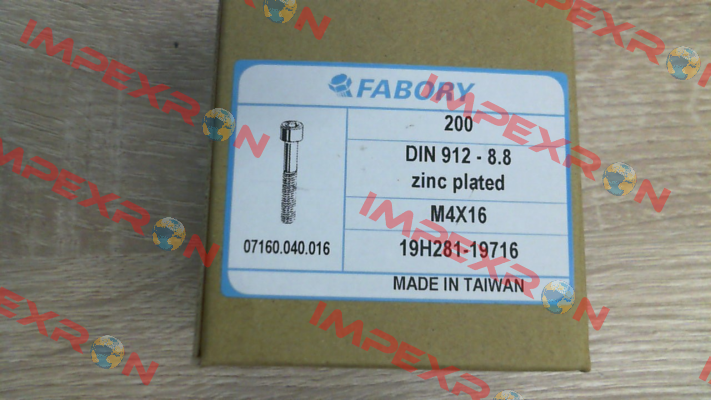 FABORY
200
DIN 912 - 8.8
zinc plated
M4X16
07160.040.016
19H281-19716
MADE IN TAIWAN
IMPEXRON
IMPEXRON
IMPEXRON
IMPEXRON
IMPEXRON
IMPEXRON
IMPEXRON